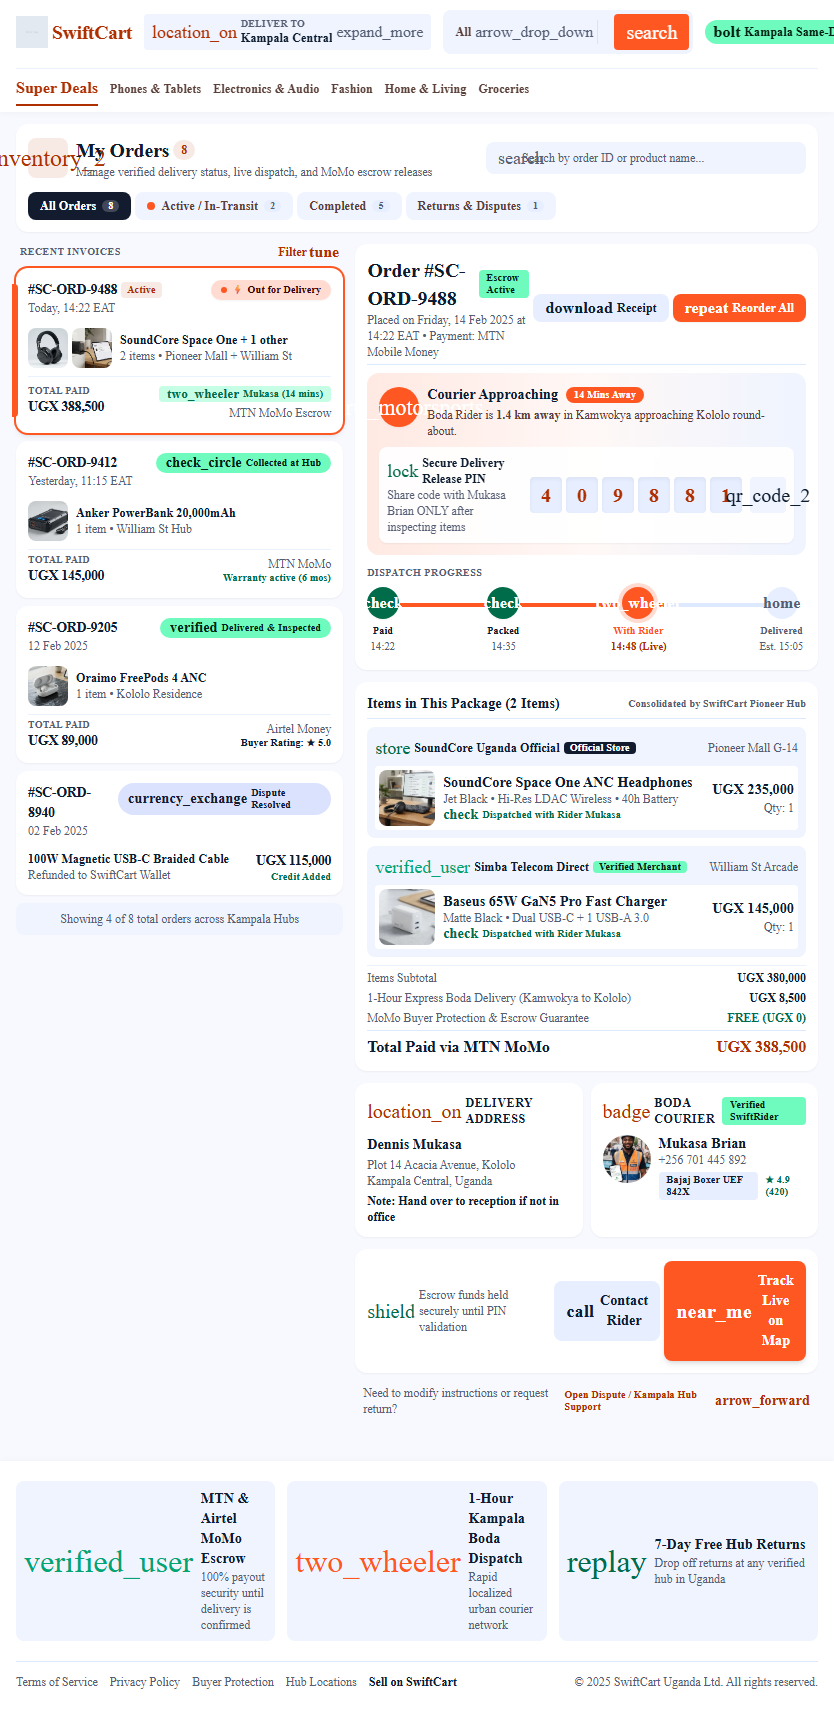 SwiftCart
location_on DELIVER TO Kampala Central expand_more
All arrow_drop_down
search
bolt Kampala Same-D
Super Deals
Phones & Tablets
Electronics & Audio
Fashion
Home & Living
Groceries
nventory_2
My Orders 8
Manage verified delivery status, live dispatch, and MoMo escrow releases
search
Search by order ID or product name...
All Orders 8
Active / In-Transit 2
Completed 5
Returns & Disputes 1
RECENT INVOICES
Filter tune
#SC-ORD-9488 Active
Out for Delivery
Today, 14:22 EAT
SoundCore Space One + 1 other
2 items • Pioneer Mall + William St
TOTAL PAID
UGX 388,500
two_wheeler Mukasa (14 mins)
MTN MoMo Escrow
#SC-ORD-9412
check_circle Collected at Hub
Yesterday, 11:15 EAT
Anker PowerBank 20,000mAh
1 item • William St Hub
TOTAL PAID
UGX 145,000
MTN MoMo
Warranty active (6 mos)
#SC-ORD-9205
verified Delivered & Inspected
12 Feb 2025
Oraimo FreePods 4 ANC
1 item • Kololo Residence
TOTAL PAID
UGX 89,000
Airtel Money
Buyer Rating: ★ 5.0
#SC-ORD-
8940
currency_exchange Dispute
Resolved
02 Feb 2025
100W Magnetic USB-C Braided Cable
Refunded to SwiftCart Wallet
UGX 115,000
Credit Added
Showing 4 of 8 total orders across Kampala Hubs
Order #SC-
ORD-9488
Escrow
Active
Placed on Friday, 14 Feb 2025 at
14:22 EAT • Payment: MTN
Mobile Money
download Receipt
repeat Reorder All
moto
Courier Approaching 14 Mins Away
Boda Rider is 1.4 km away in Kamwokya approaching Kololo round-
about.
lock Secure Delivery
Release PIN
Share code with Mukasa
Brian ONLY after
inspecting items
4 0 9 8 8 1
qr_code_2
DISPATCH PROGRESS
check
Paid
14:22
check
Packed
14:35
two_wheeler
With Rider
14:48 (Live)
home
Delivered
Est. 15:05
Items in This Package (2 Items)
Consolidated by SwiftCart Pioneer Hub
store SoundCore Uganda Official Official Store
Pioneer Mall G-14
SoundCore Space One ANC Headphones
Jet Black • Hi-Res LDAC Wireless • 40h Battery
check Dispatched with Rider Mukasa
UGX 235,000
Qty: 1
verified_user Simba Telecom Direct Verified Merchant
William St Arcade
Baseus 65W GaN5 Pro Fast Charger
Matte Black • Dual USB-C + 1 USB-A 3.0
check Dispatched with Rider Mukasa
UGX 145,000
Qty: 1
Items Subtotal UGX 380,000
1-Hour Express Boda Delivery (Kamwokya to Kololo) UGX 8,500
MoMo Buyer Protection & Escrow Guarantee FREE (UGX 0)
Total Paid via MTN MoMo UGX 388,500
location_on DELIVERY
ADDRESS
Dennis Mukasa
Plot 14 Acacia Avenue, Kololo
Kampala Central, Uganda
Note: Hand over to reception if not in
office
badge BODA
COURIER
Verified
SwiftRider
Mukasa Brian
+256 701 445 892
Bajaj Boxer UEF
842X
★ 4.9
(420)
shield
Escrow funds held
securely until PIN
validation
call Contact
Rider
near_me Track
Live
on
Map
Need to modify instructions or request
return?
Open Dispute / Kampala Hub
Support
arrow_forward
verified_user
MTN &
Airtel
MoMo
Escrow
100% payout
security until
delivery is
confirmed
two_wheeler
1-Hour
Kampala
Boda
Dispatch
Rapid
localized
urban courier
network
replay
7-Day Free Hub Returns
Drop off returns at any verified
hub in Uganda
Terms of Service
Privacy Policy
Buyer Protection
Hub Locations
Sell on SwiftCart
© 2025 SwiftCart Uganda Ltd. All rights reserved.